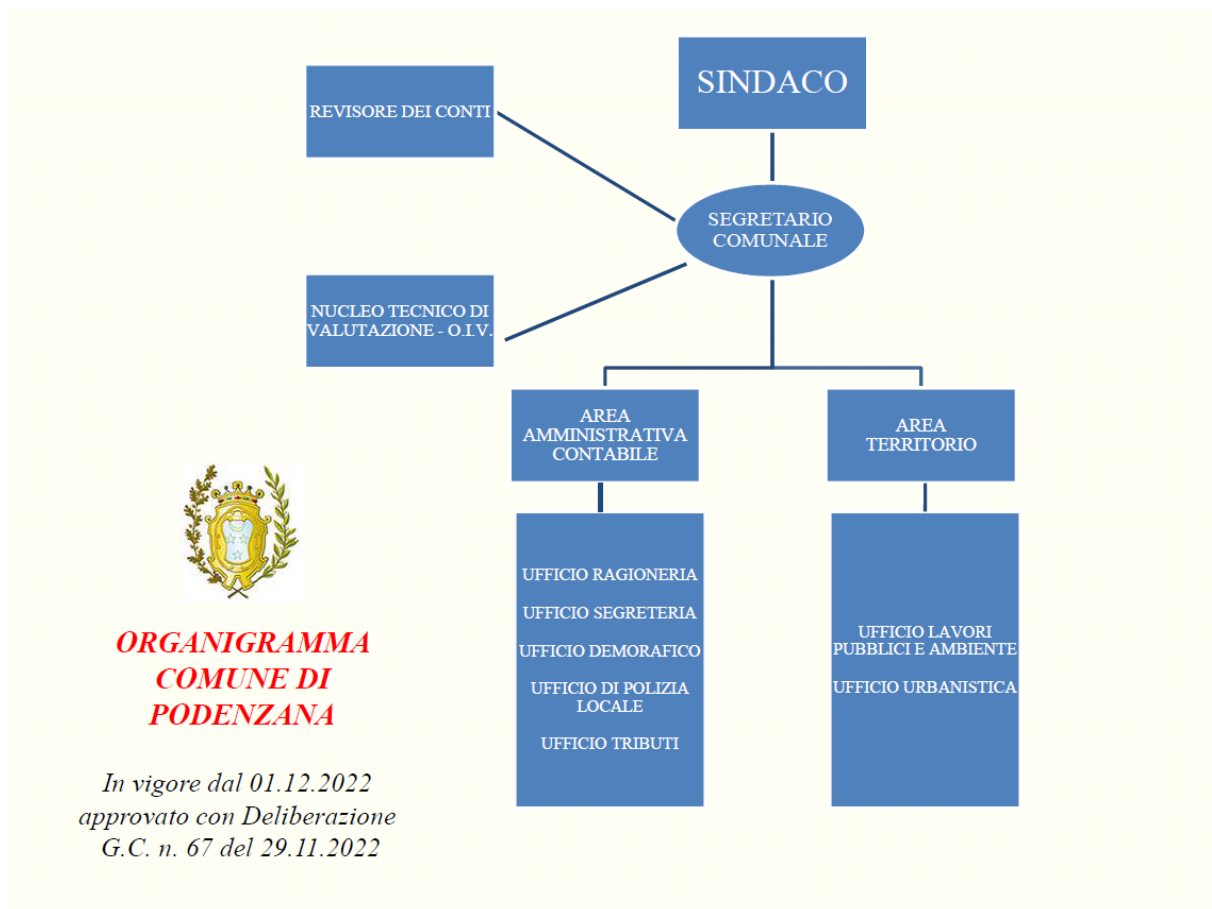 SINDACO
REVISORE DEI CONTI
SEGRETARIO
COMUNALE
NUCLEO TECNICO DI
VALUTAZIONE - O.I.V.
AREA
AMMINISTRATIVA
CONTABILE
AREA
TERRITORIO
UFFICIO RAGIONERIA
UFFICIO SEGRETERIA
UFFICIO DEMORAFICO
UFFICIO DI POLIZIA
LOCALE
UFFICIO TRIBUTI
UFFICIO LAVORI
PUBBLICI E AMBIENTE
UFFICIO URBANISTICA
ORGANIGRAMMA
COMUNE DI
PODENZANA
In vigore dal 01.12.2022
approvato con Deliberazione
G.C. n. 67 del 29.11.2022